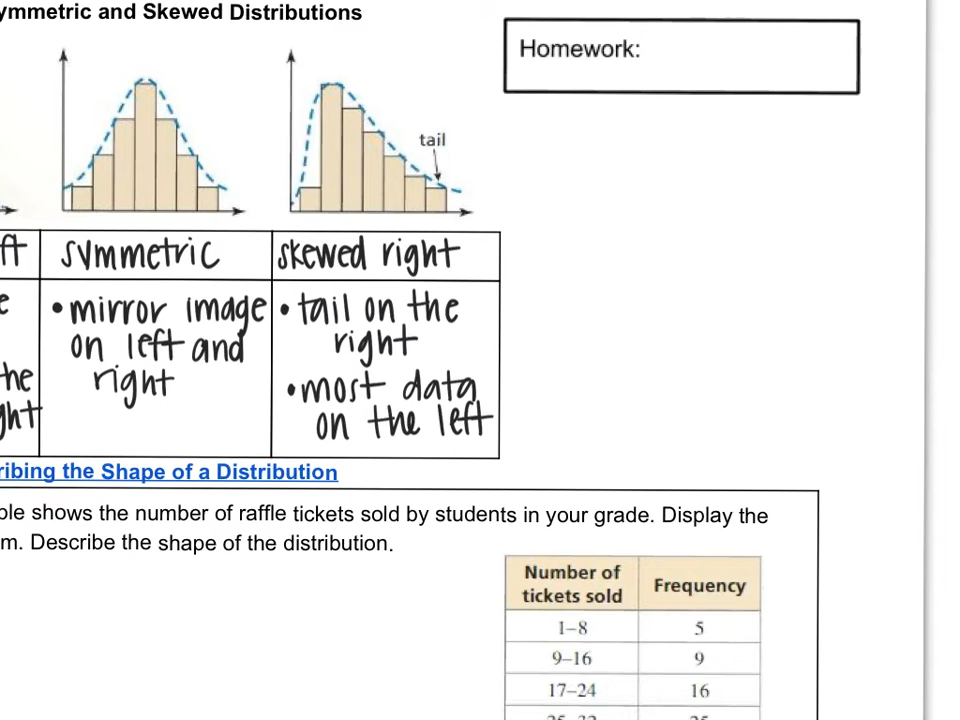 ymmetric and Skewed Distributions
Homework:
tail
ft symmetric skewed right
e • mirror image • tail on the
on left and right
he right • most data
ght on the left
ribing the Shape of a Distribution
ble shows the number of raffle tickets sold by students in your grade. Display the
m. Describe the shape of the distribution.
Number of
tickets sold Frequency
1–8 5
9–16 9
17–24 16